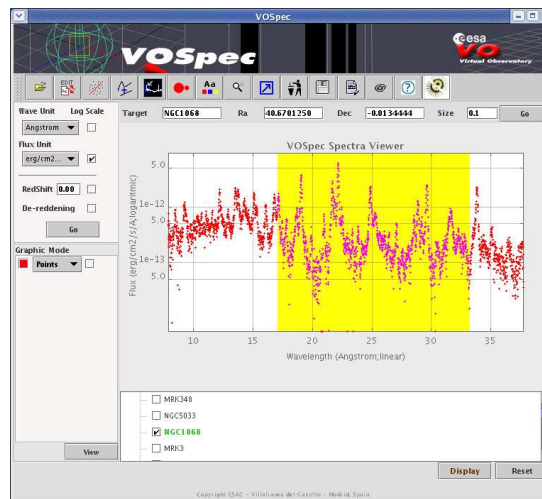 VOSpec
VOSpec
esa
VO
Virtual Observatory
EDIT
Aa
@
?
Wave Unit Log Scale
Target NGC1068 Ra 40.6701250 Dec -0.0134444 Size 0.1 Go
Angstrom
Flux Unit
erg/cm2...
RedShift 0.00
De-reddening
Go
Graphic Mode
Points
VOSpec Spectra Viewer
Flux (erg/cm2/s/A;logaritmic)
5.0
1e-12
5.0
1e-13
5.0
10 15 20 25 30 35
Wavelength (Angstrom;linear)
MRK348
NGC5033
NGC1068
MRK3
View
Display Reset
Copyright ESAC - Villafranca del Castillo - Madrid, Spain